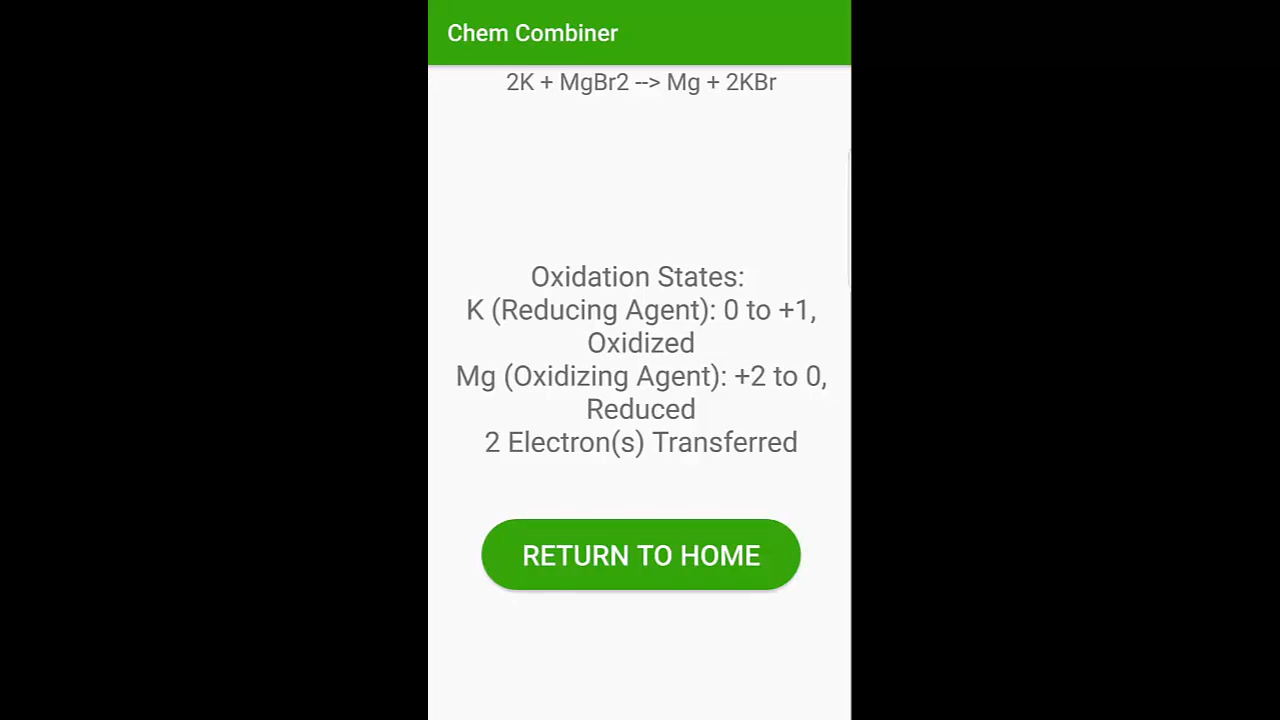 Chem Combiner
2K + MgBr2 --> Mg + 2KBr
Oxidation States:
K (Reducing Agent): 0 to +1,
Oxidized
Mg (Oxidizing Agent): +2 to 0,
Reduced
2 Electron(s) Transferred
RETURN TO HOME